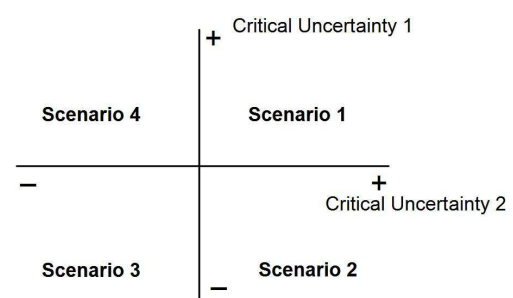 + Critical Uncertainty 1
Scenario 4 Scenario 1
− +
Critical Uncertainty 2
Scenario 3 Scenario 2
−